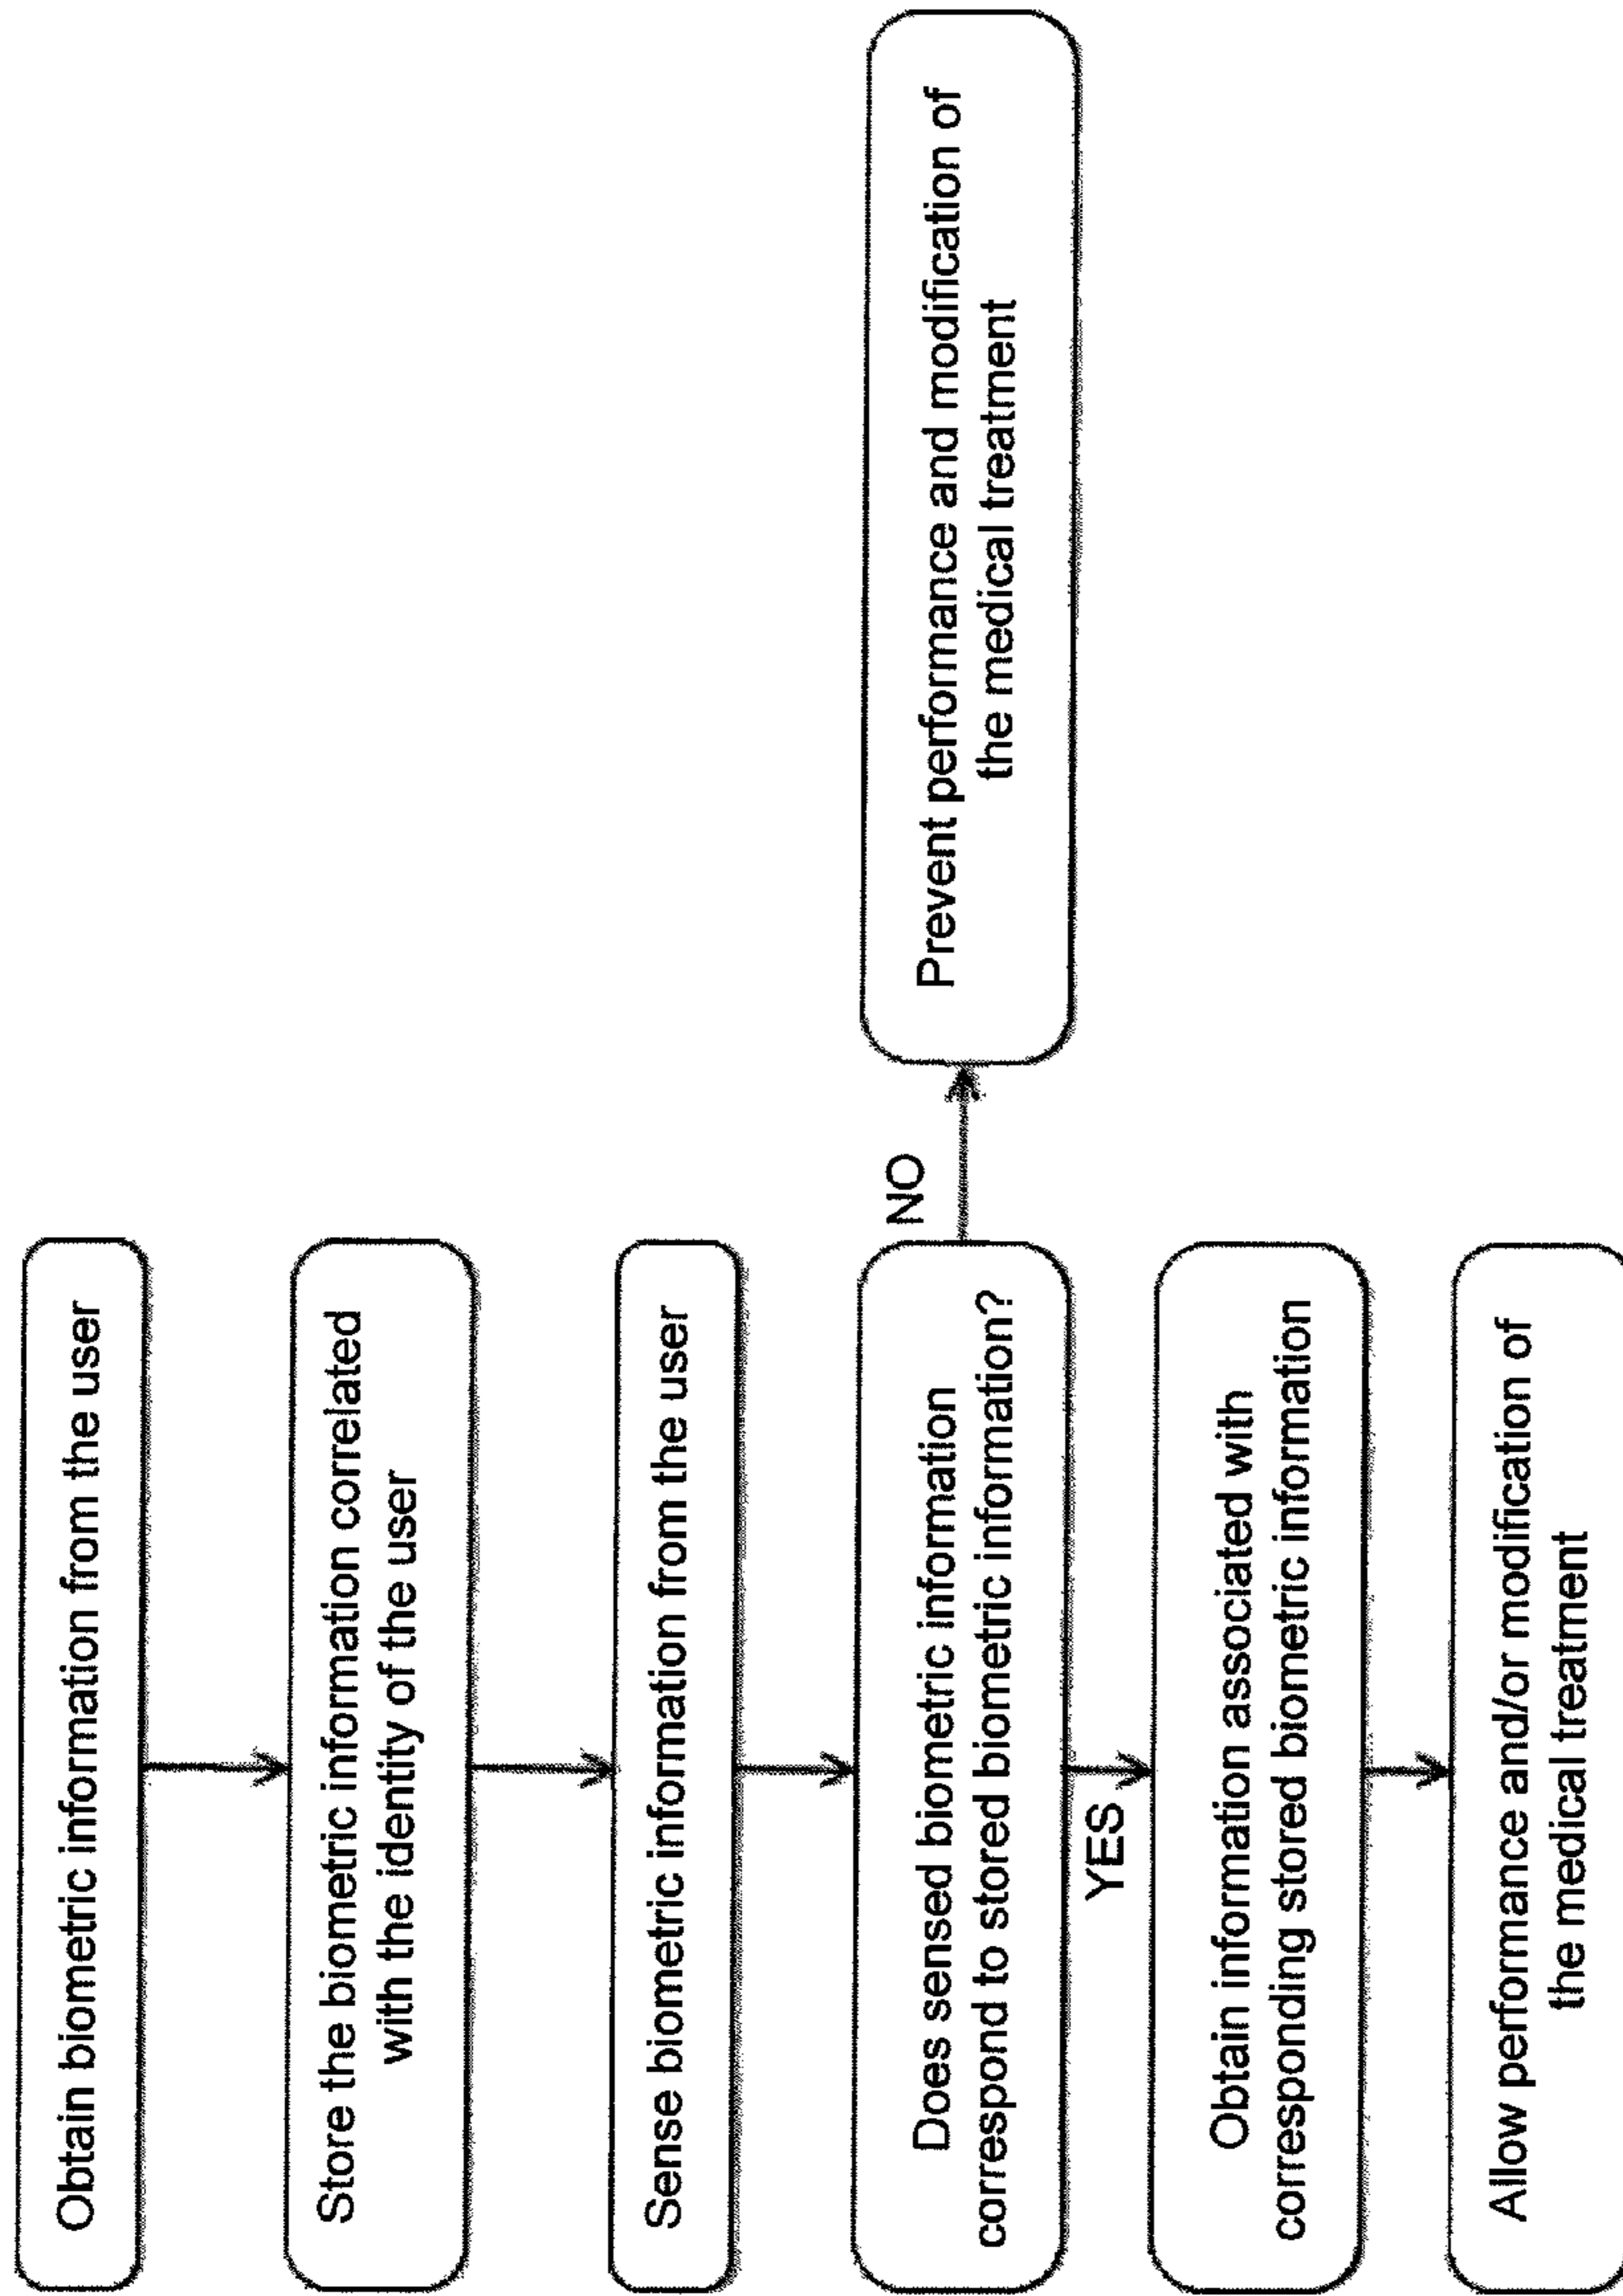 Obtain biometric information from the user
Store the biometric information correlated
with the identity of the user
Sense biometric information from the user
Does sensed biometric information
correspond to stored biometric information?
NO
Prevent performance and modification of
the medical treatment
YES
Obtain information associated with
corresponding stored biometric information
Allow performance and/or modification of
the medical treatment